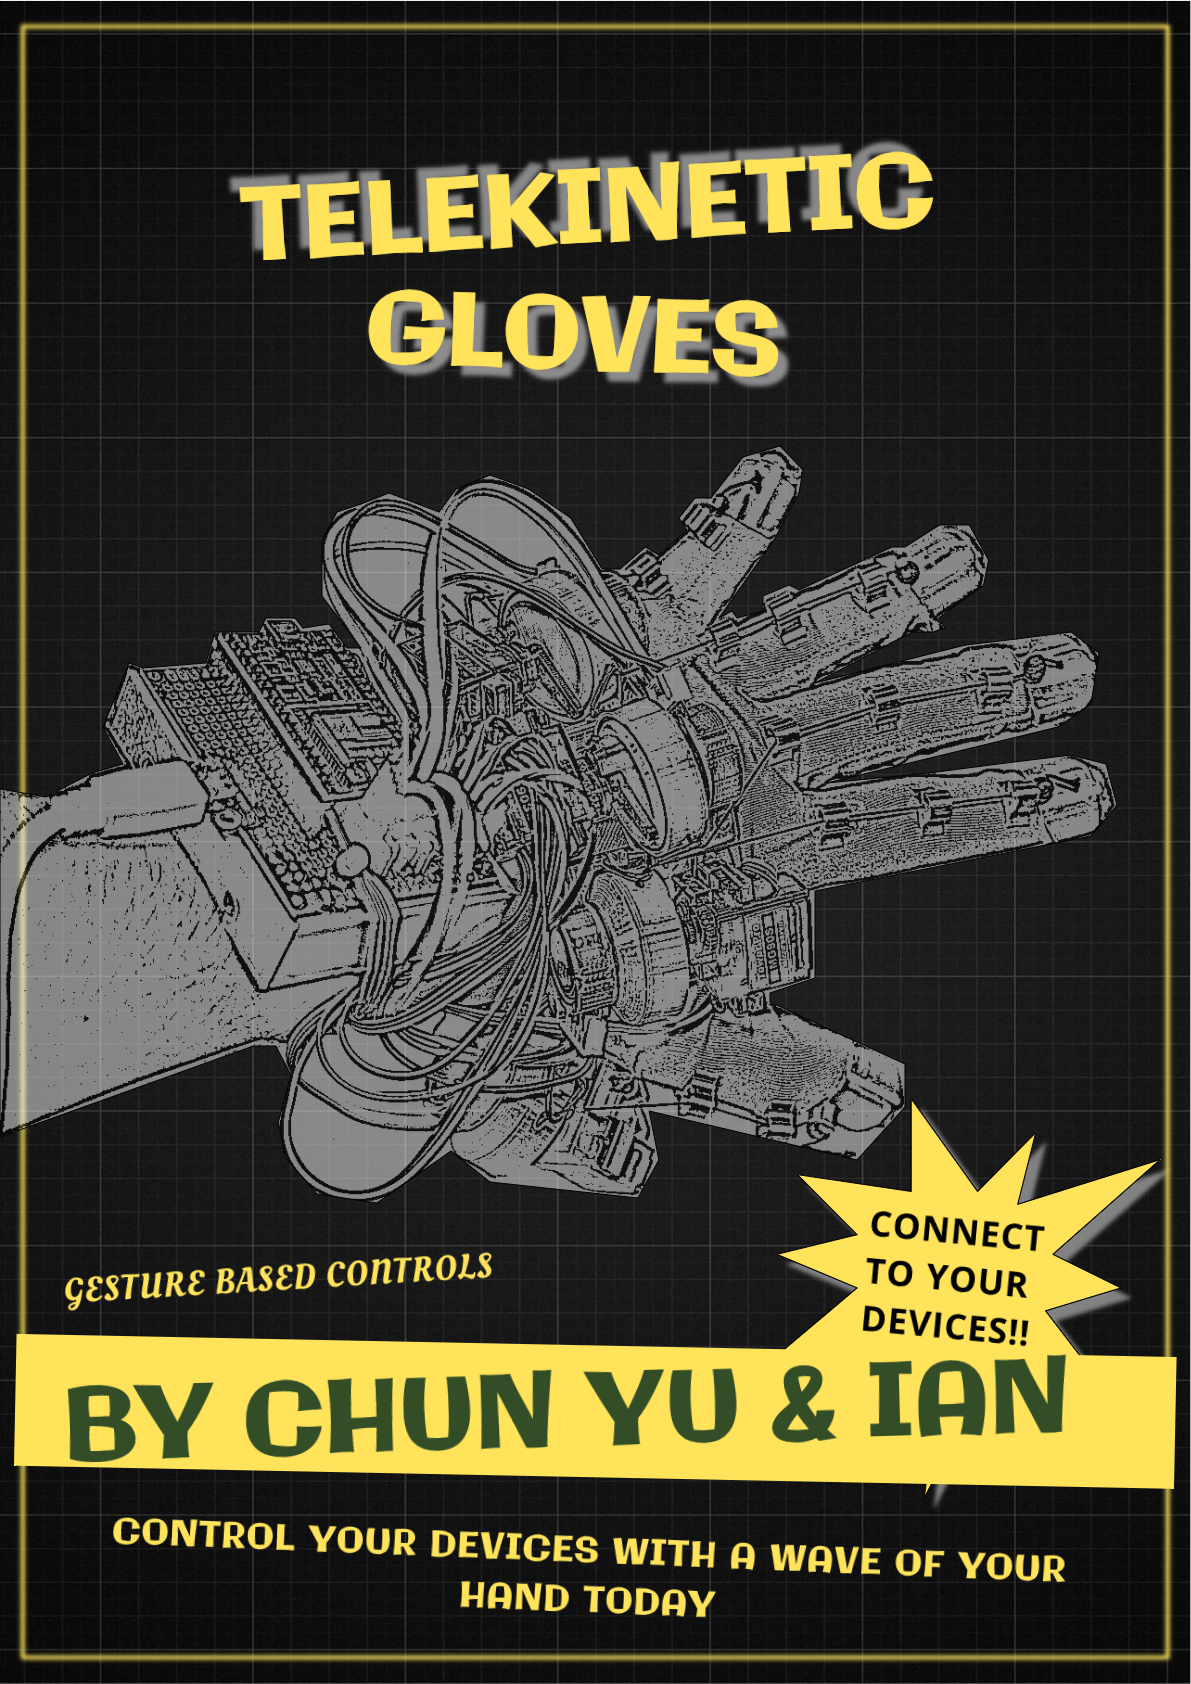 TELEKINETIC
GLOVES
GESTURE BASED CONTROLS
CONNECT
TO YOUR
DEVICES!!
BY CHUN YU & IAN
CONTROL YOUR DEVICES WITH A WAVE OF YOUR
HAND TODAY